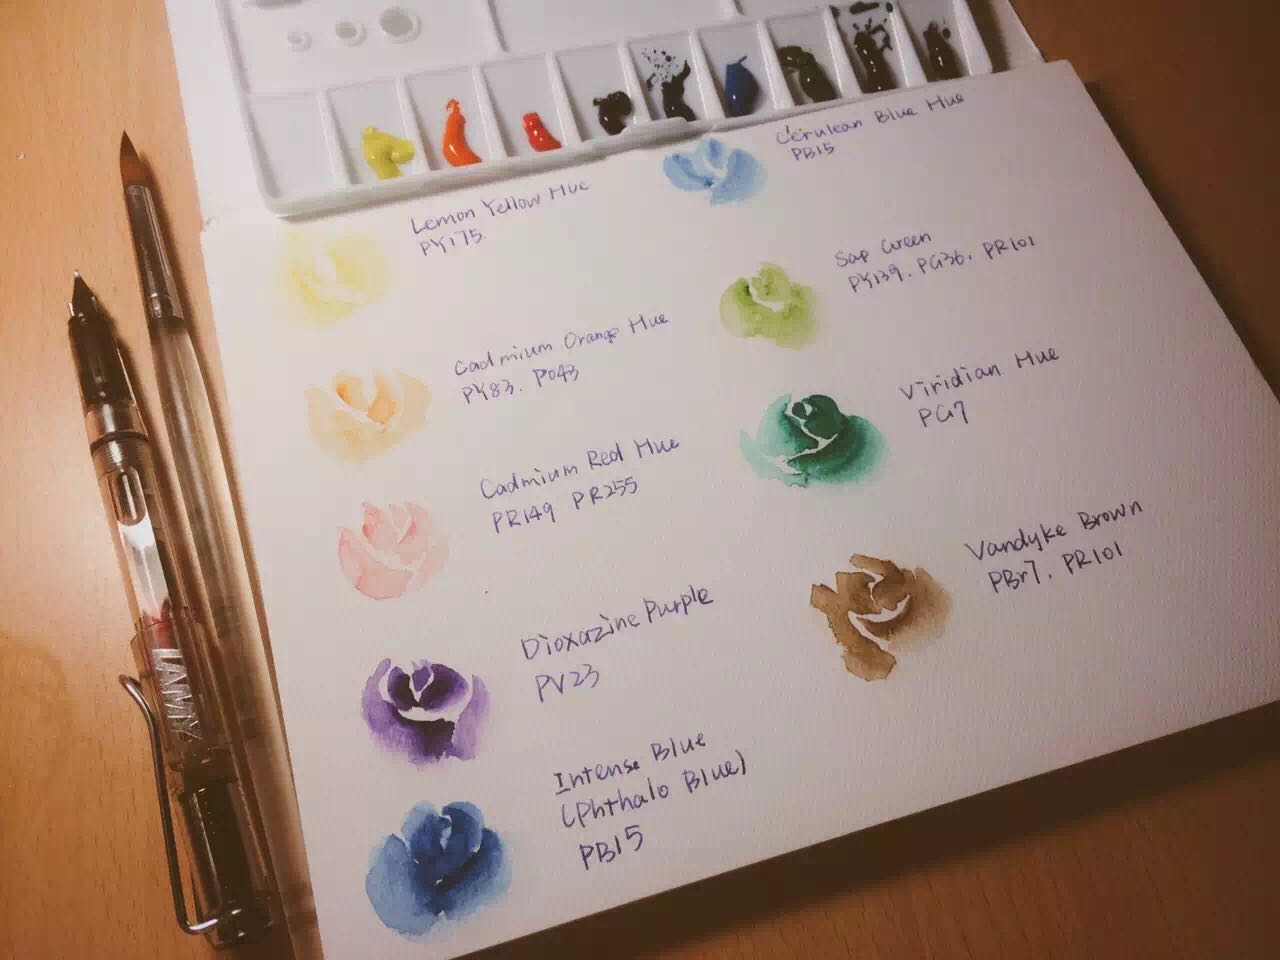 Lemon Yellow Hue
PY175.
Cadmium Orange Hue
PY83. PO43
Cadmium Red Hue
PR149 PR255
Dioxazine Purple
PV23
Intense Blue
(Phthalo Blue)
PB15
Cerulean Blue Hue
PB15
Sap Green
PY139. PG36. PR101
Viridian Hue
PG7
Vandyke Brown
PBr7. PR101
LAMY